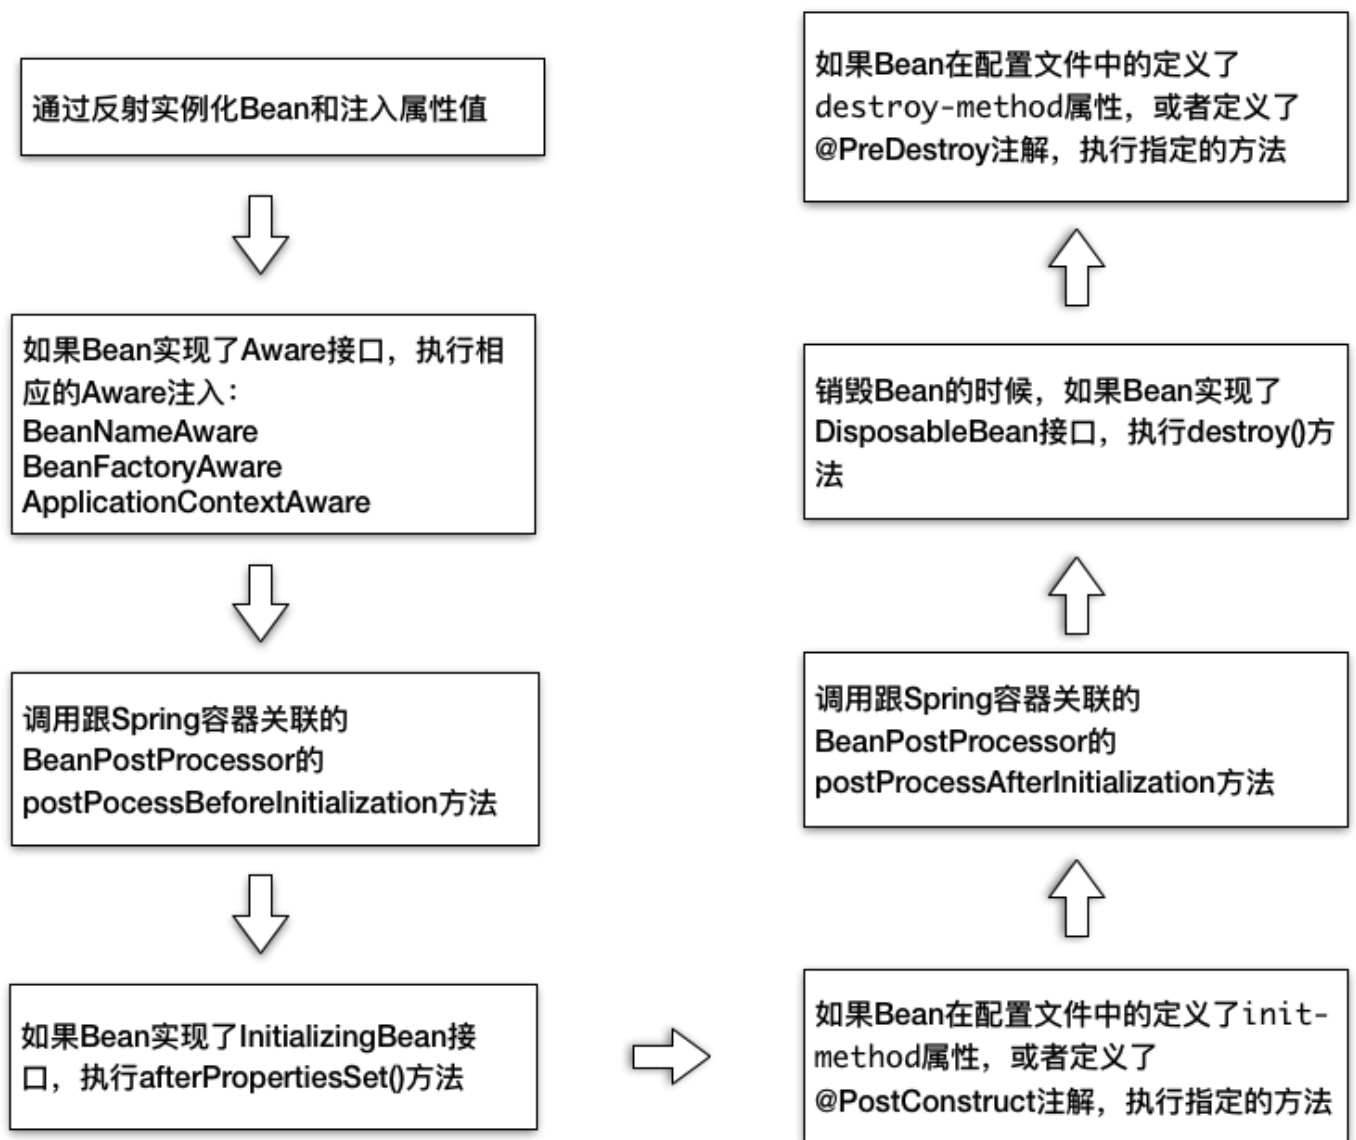 通过反射实例化Bean和注入属性值
如果Bean实现了Aware接口，执行相
应的Aware注入：
BeanNameAware
BeanFactoryAware
ApplicationContextAware
调用跟Spring容器关联的
BeanPostProcessor的
postPocessBeforeInitialization方法
如果Bean实现了InitializingBean接
口，执行afterPropertiesSet()方法
如果Bean在配置文件中的定义了init-
method属性，或者定义了
@PostConstruct注解，执行指定的方法
调用跟Spring容器关联的
BeanPostProcessor的
postProcessAfterInitialization方法
销毁Bean的时候，如果Bean实现了
DisposableBean接口，执行destroy()方
法
如果Bean在配置文件中的定义了
destroy-method属性，或者定义了
@PreDestroy注解，执行指定的方法